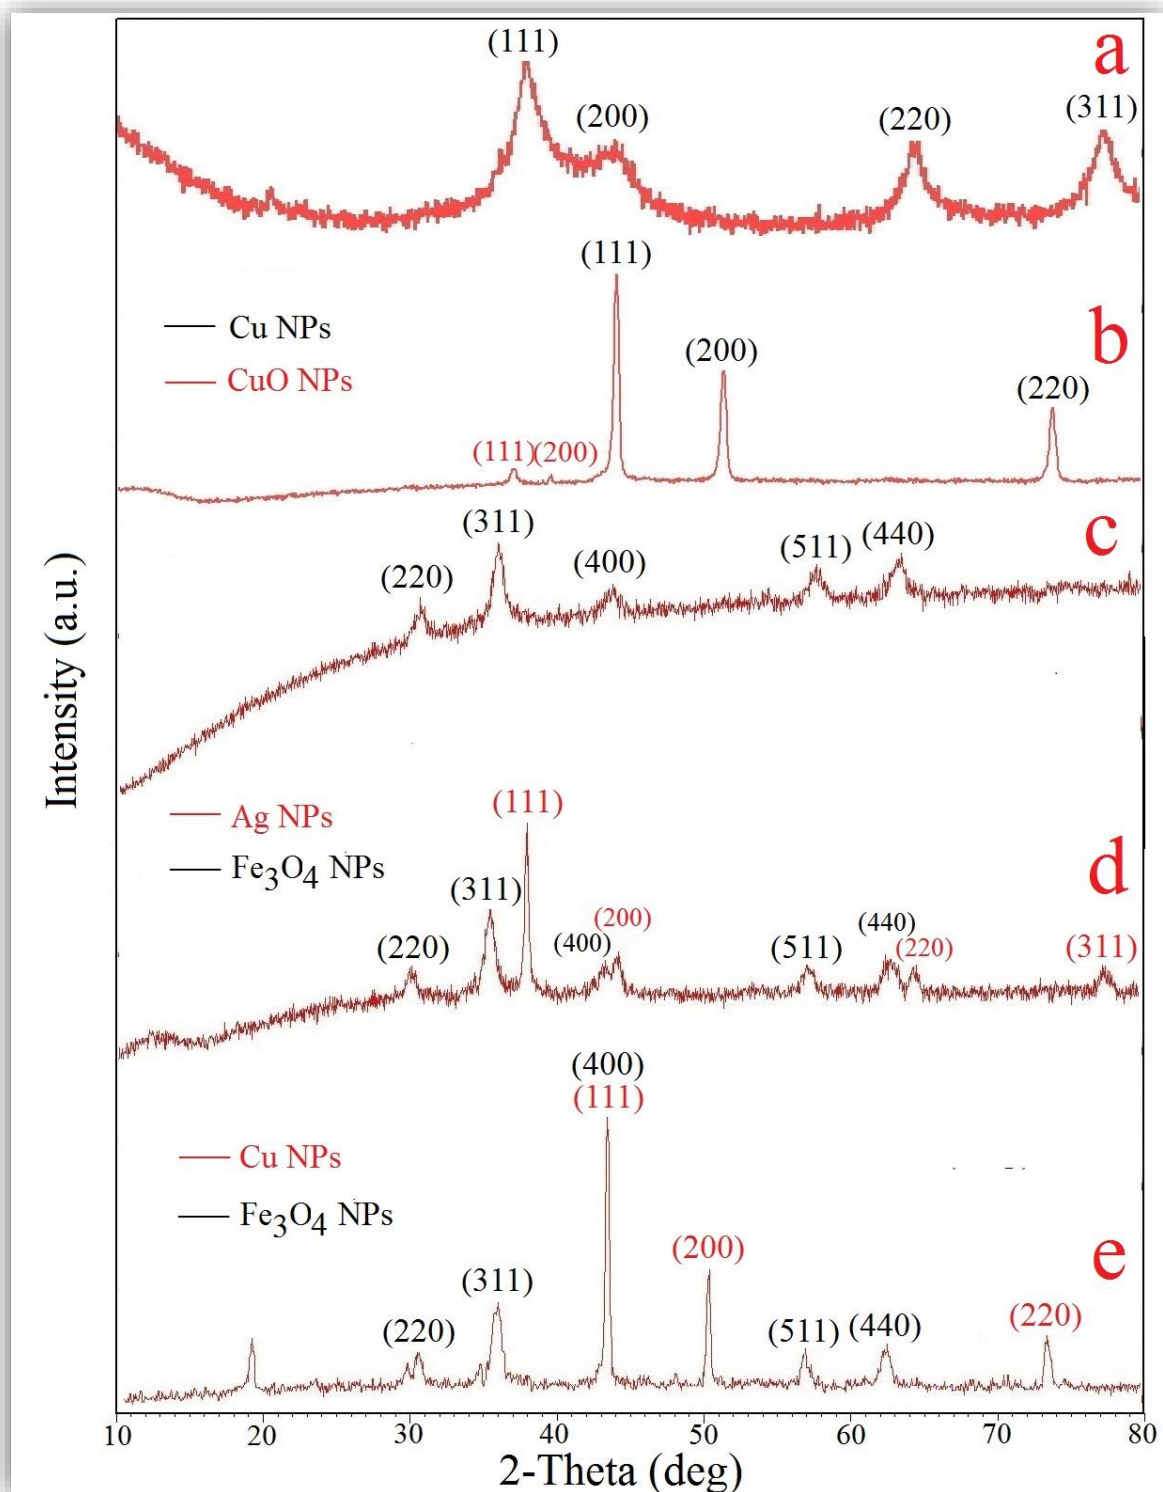 (111)
a
(200)
(220)
(311)
(111)
Cu NPs
CuO NPs
b
(200)
(220)
(111)(200)
(311)
c
(220)
(400)
(511)
(440)
Intensity (a.u.)
Ag NPs
Fe3O4 NPs
(111)
d
(311)
(220)
(400)
(200)
(511)
(440)
(220)
(311)
(400)
(111)
Cu NPs
Fe3O4 NPs
e
(200)
(311)
(220)
(511)
(440)
(220)
10 20 30 40 50 60 70 80
2-Theta (deg)